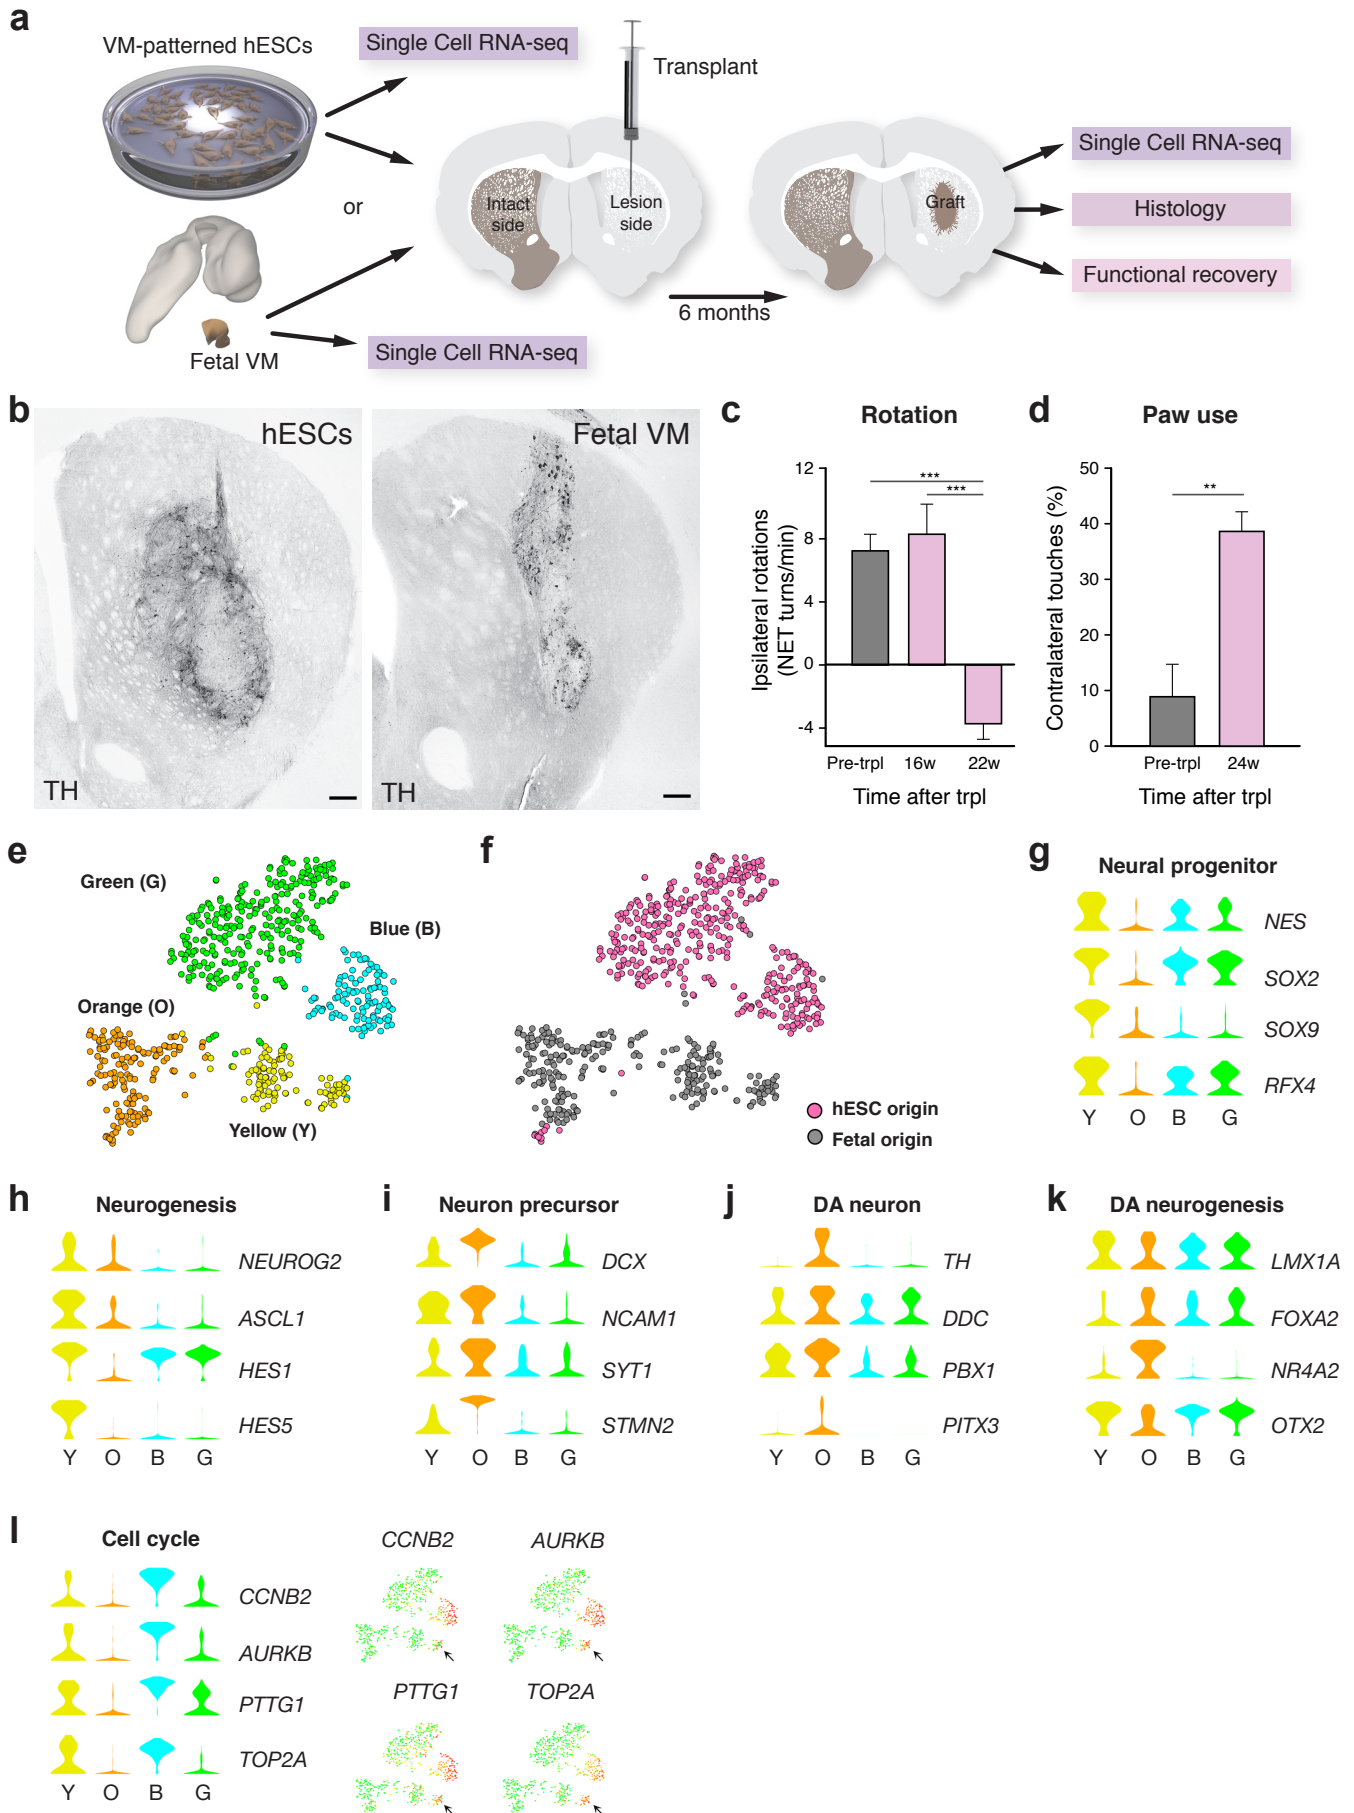 a
VM-patterned hESCs
Single Cell RNA-seq
Transplant
or
Intact
side
Lesion
side
Graft
Single Cell RNA-seq
Histology
Functional recovery
6 months
Fetal VM
Single Cell RNA-seq
b
hESCs
TH
Fetal VM
TH
c
Rotation
Ipsilateral rotations
(NET turns/min)
12
8
4
0
-4
***
***
Pre-trpl 16w 22w
Time after trpl
d
Paw use
Contralateral touches (%)
50
40
30
20
10
0
**
Pre-trpl 24w
Time after trpl
e
Green (G)
Blue (B)
Orange (O)
Yellow (Y)
f
hESC origin
Fetal origin
g
Neural progenitor
NES
SOX2
SOX9
RFX4
Y O B G
h
Neurogenesis
NEUROG2
ASCL1
HES1
HES5
Y O B G
i
Neuron precursor
DCX
NCAM1
SYT1
STMN2
Y O B G
j
DA neuron
TH
DDC
PBX1
PITX3
Y O B G
k
DA neurogenesis
LMX1A
FOXA2
NR4A2
OTX2
Y O B G
l
Cell cycle
CCNB2
AURKB
PTTG1
TOP2A
Y O B G
CCNB2
AURKB
PTTG1
TOP2A